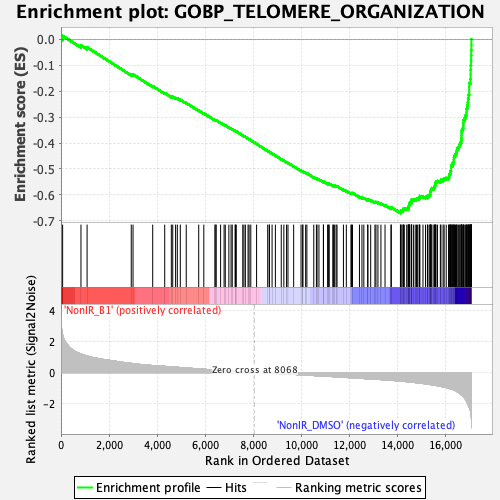 Enrichment plot: GOBP_TELOMERE_ORGANIZATION
Enrichment score (ES)
0.0
-0.1
-0.2
-0.3
-0.4
-0.5
-0.6
-0.7
'NonIR_B1' (positively correlated)
Ranked list metric (Signal2Noise)
4
2
0
-2
Zero cross at 8068
'NonIR_DMSO' (negatively correlated)
0
2,000
4,000
6,000
8,000
10,000
12,000
14,000
16,000
Rank in Ordered Dataset
Enrichment profile
Hits
Ranking metric scores